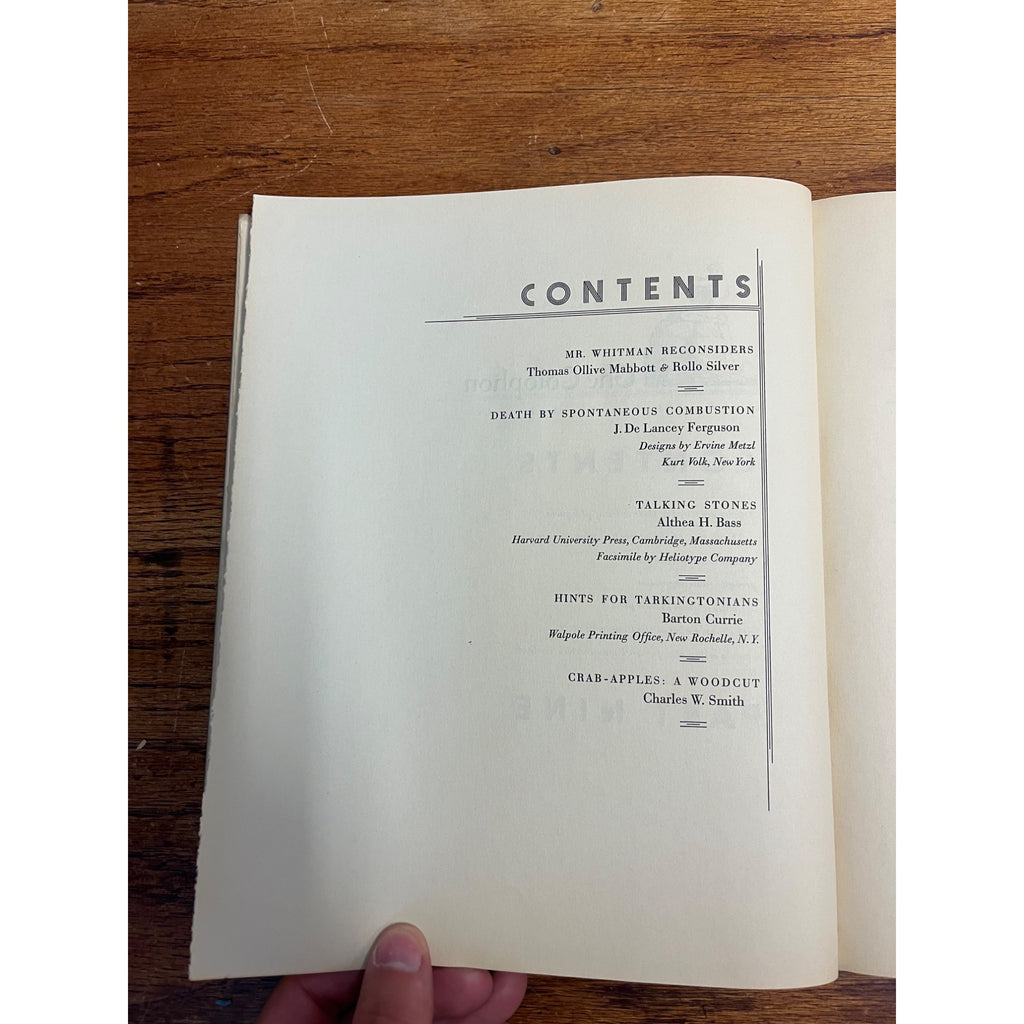 CONTENTS
MR. WHITMAN RECONSIDERS
Thomas Ollive Mabbott & Rollo Silver
DEATH BY SPONTANEOUS COMBUSTION
J. De Lancey Ferguson
Designs by Ervine Metzl
Kurt Volk, New York
TALKING STONES
Althea H. Bass
Harvard University Press, Cambridge, Massachusetts
Facsimile by Heliotype Company
HINTS FOR TARKINGTONIANS
Barton Currie
Walpole Printing Office, New Rochelle, N.Y.
CRAB-APPLES: A WOODCUT
Charles W. Smith